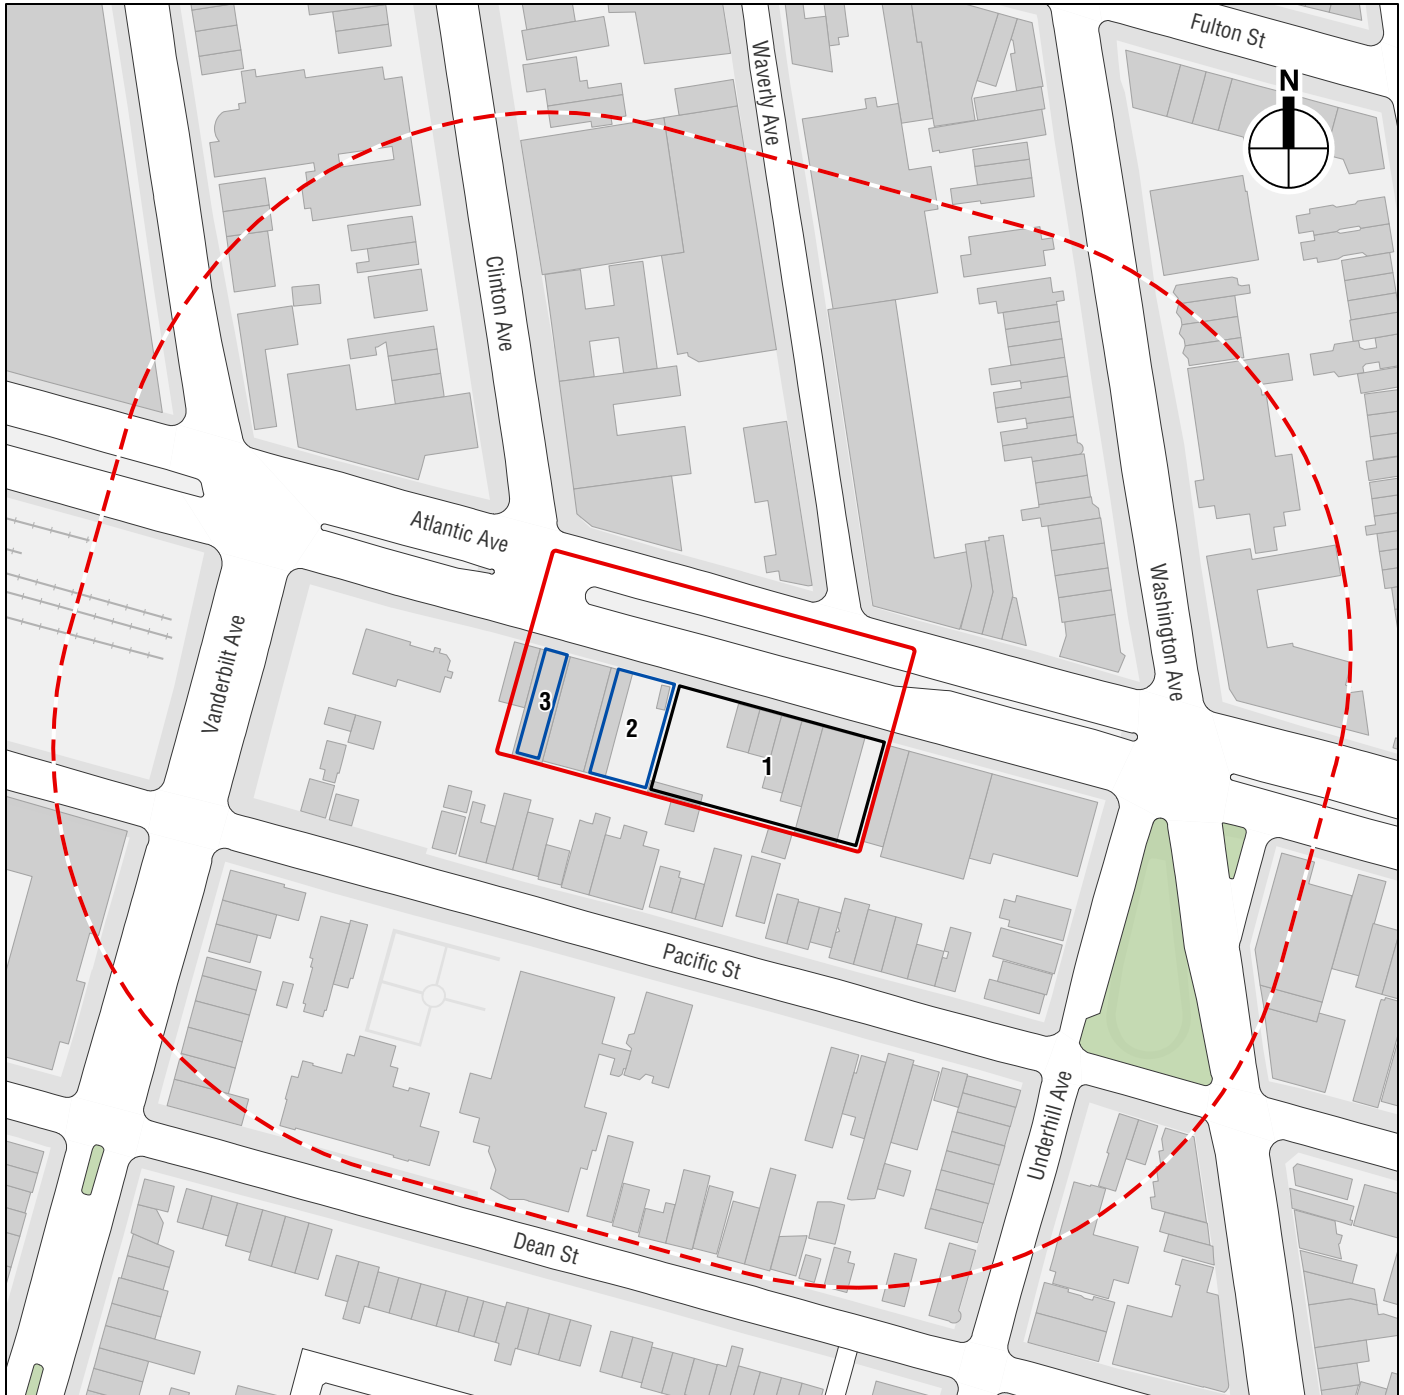 Fulton St
N
Waverly Ave
Clinton Ave
Atlantic Ave
Washington Ave
Vanderbilt Ave
3
2
1
Pacific St
Underhill Ave
Dean St